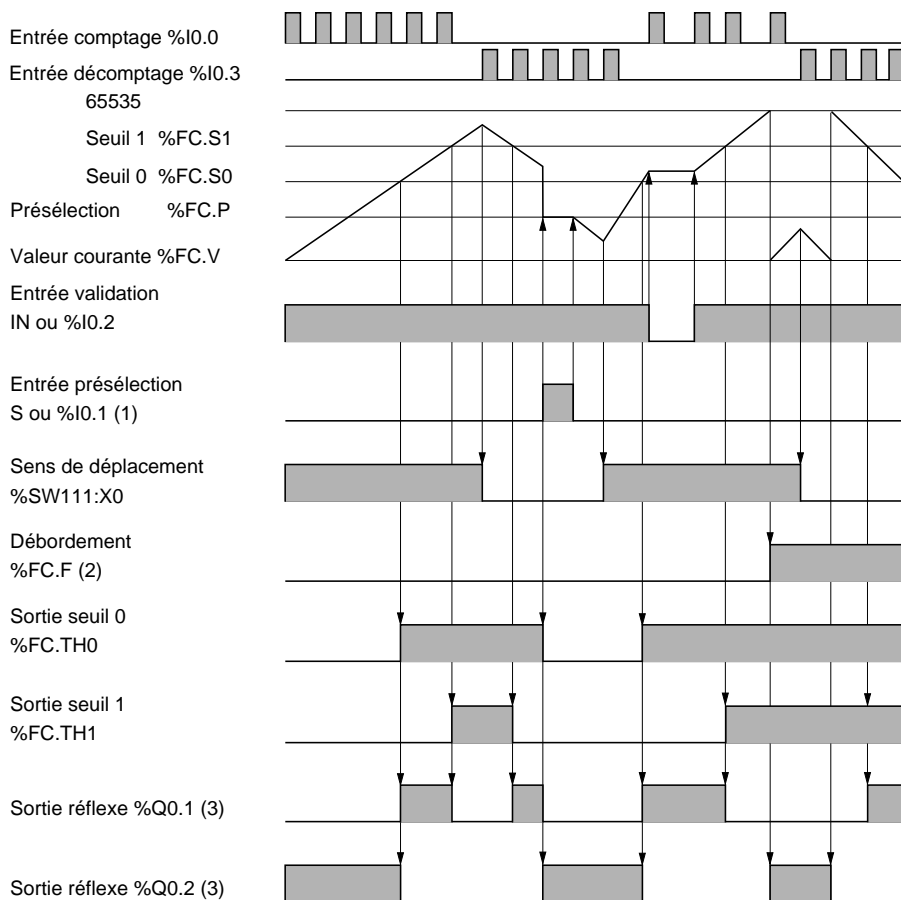 Entrée comptage %I0.0
Entrée décomptage %I0.3
65535
Seuil 1 %FC.S1
Seuil 0 %FC.S0
Présélection %FC.P
Valeur courante %FC.V
Entrée validation
IN ou %I0.2
Entrée présélection
S ou %I0.1 (1)
Sens de déplacement
%SW111:X0
Débordement
%FC.F (2)
Sortie seuil 0
%FC.TH0
Sortie seuil 1
%FC.TH1
Sortie réflexe %Q0.1 (3)
Sortie réflexe %Q0.2 (3)